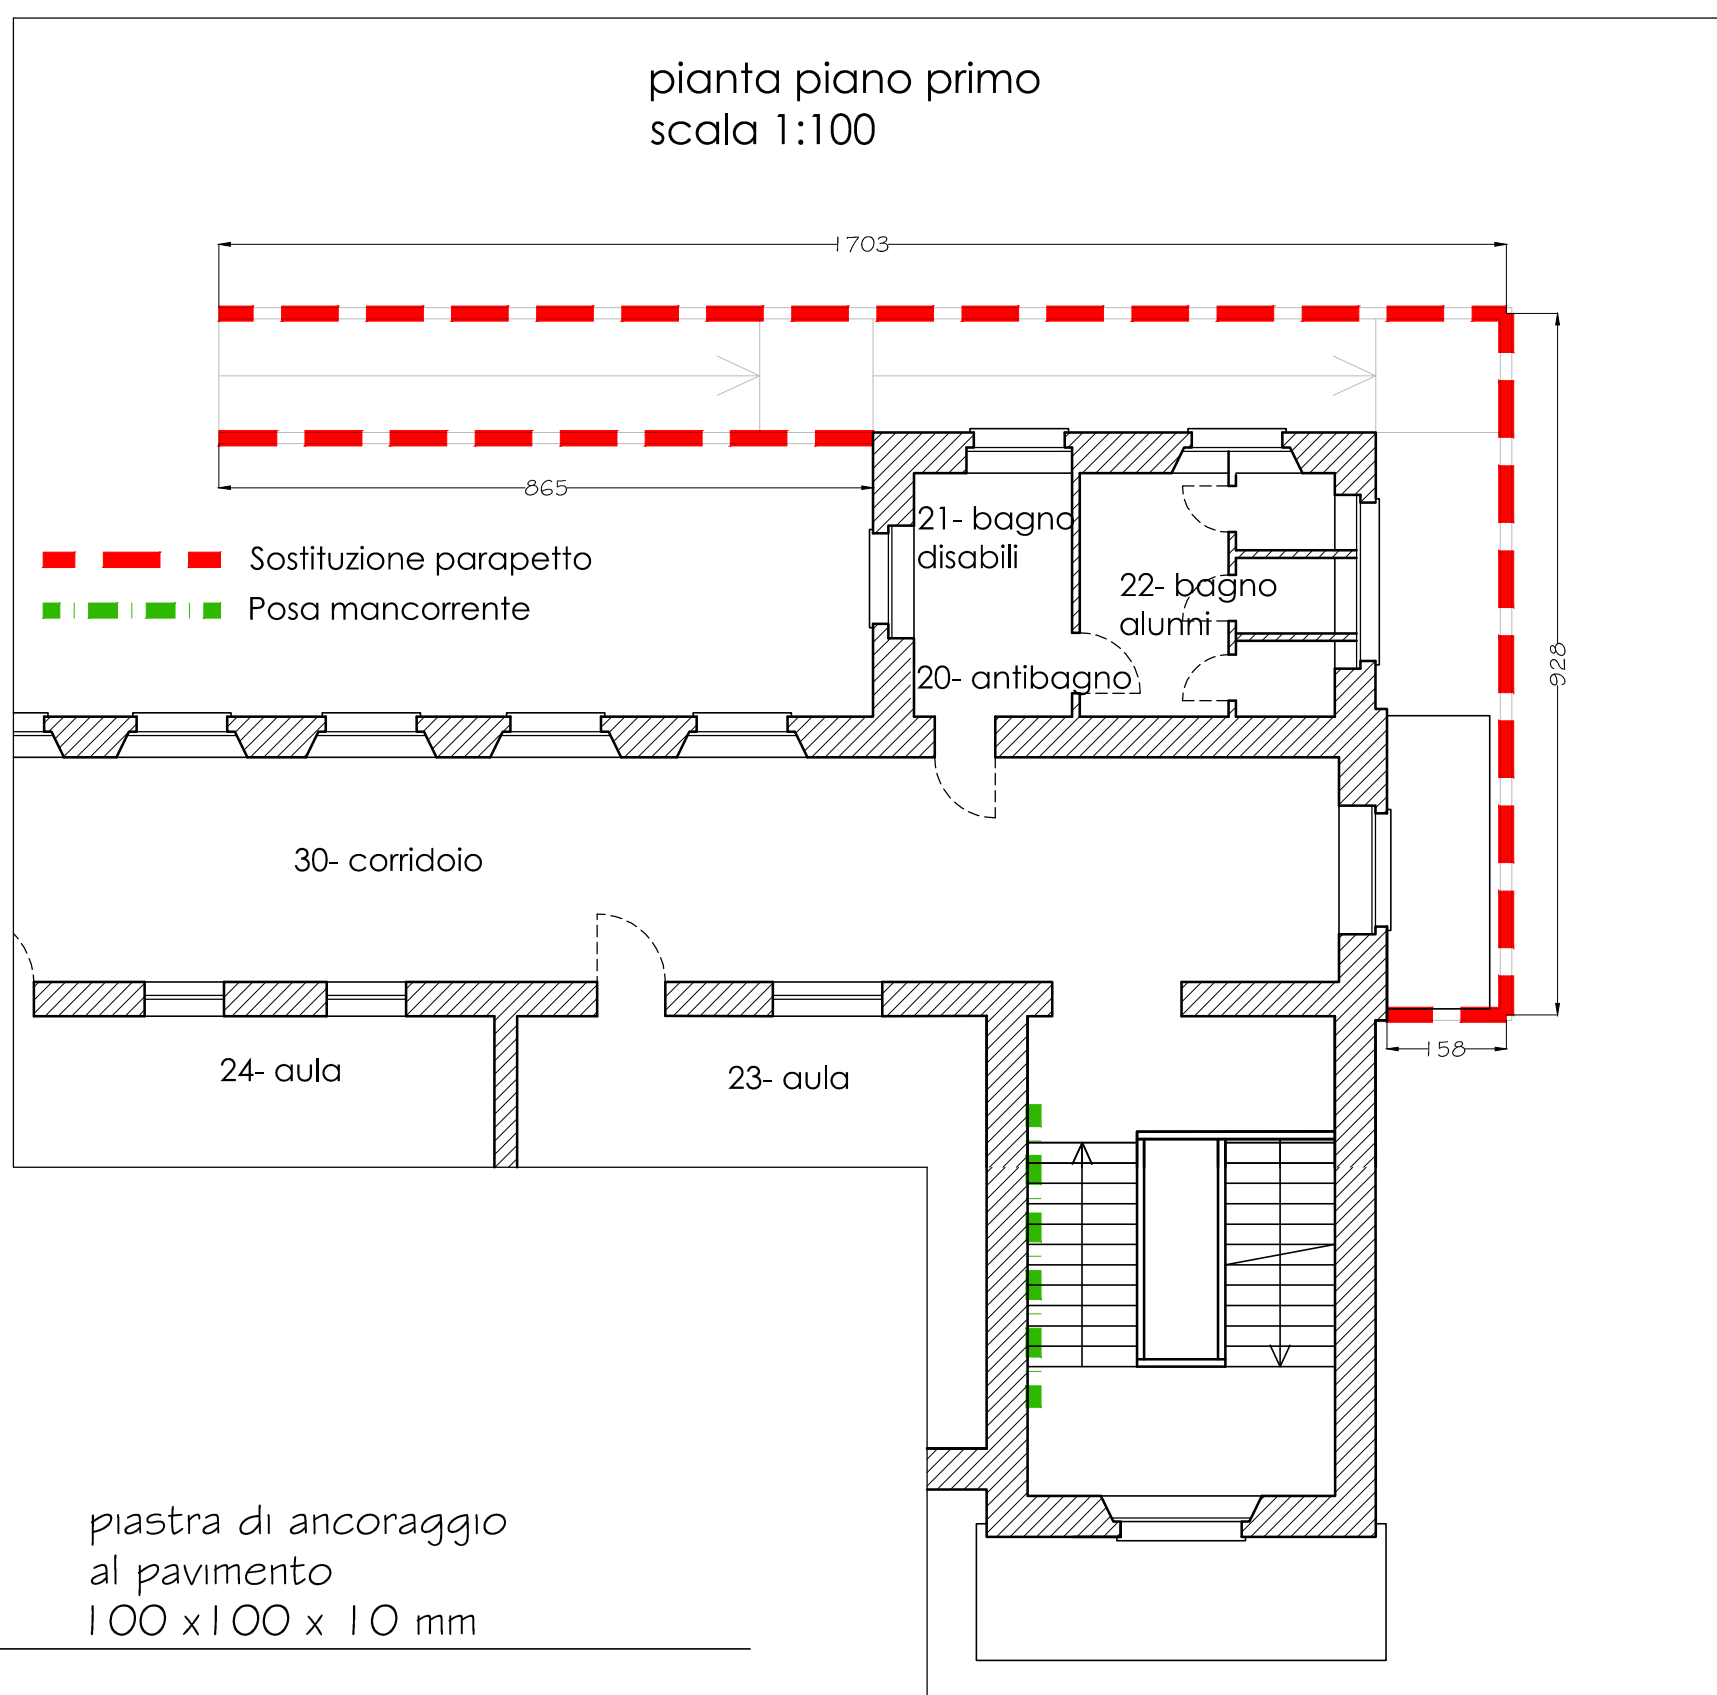 pianta piano primo
scala 1:100
1703
865
Sostituzione parapetto
Posa mancorrente
21- bagno
disabili
22- bagno
alunni
20- antibagno
928
30- corridoio
158
24- aula
23- aula
piastra di ancoraggio
al pavimento
100 x100 x 10 mm